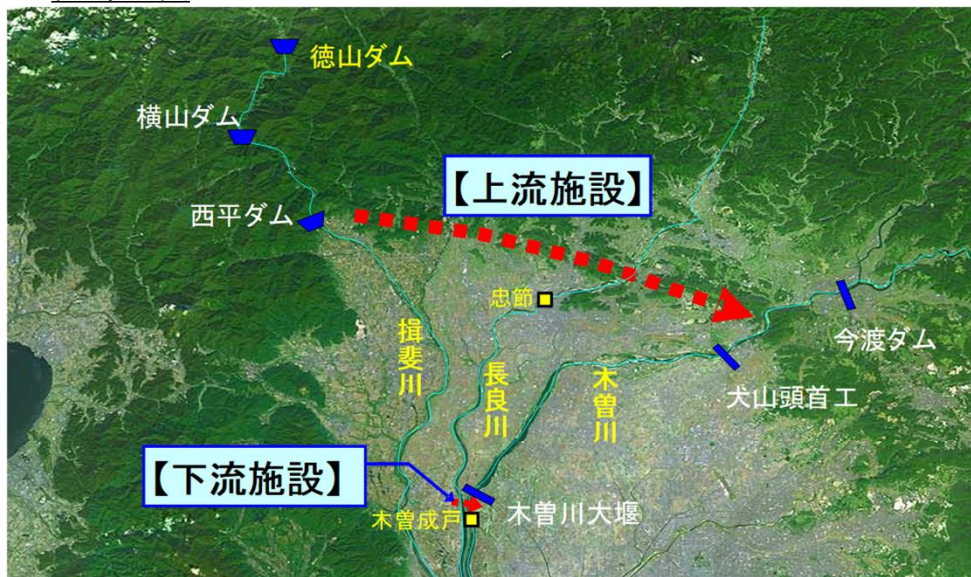 徳山ダム
横山ダム
西平ダム
【上流施設】
忠節
今渡ダム
揖斐川
長良川
木曽川
犬山頭首工
【下流施設】
木曽成戸
木曽川大堰